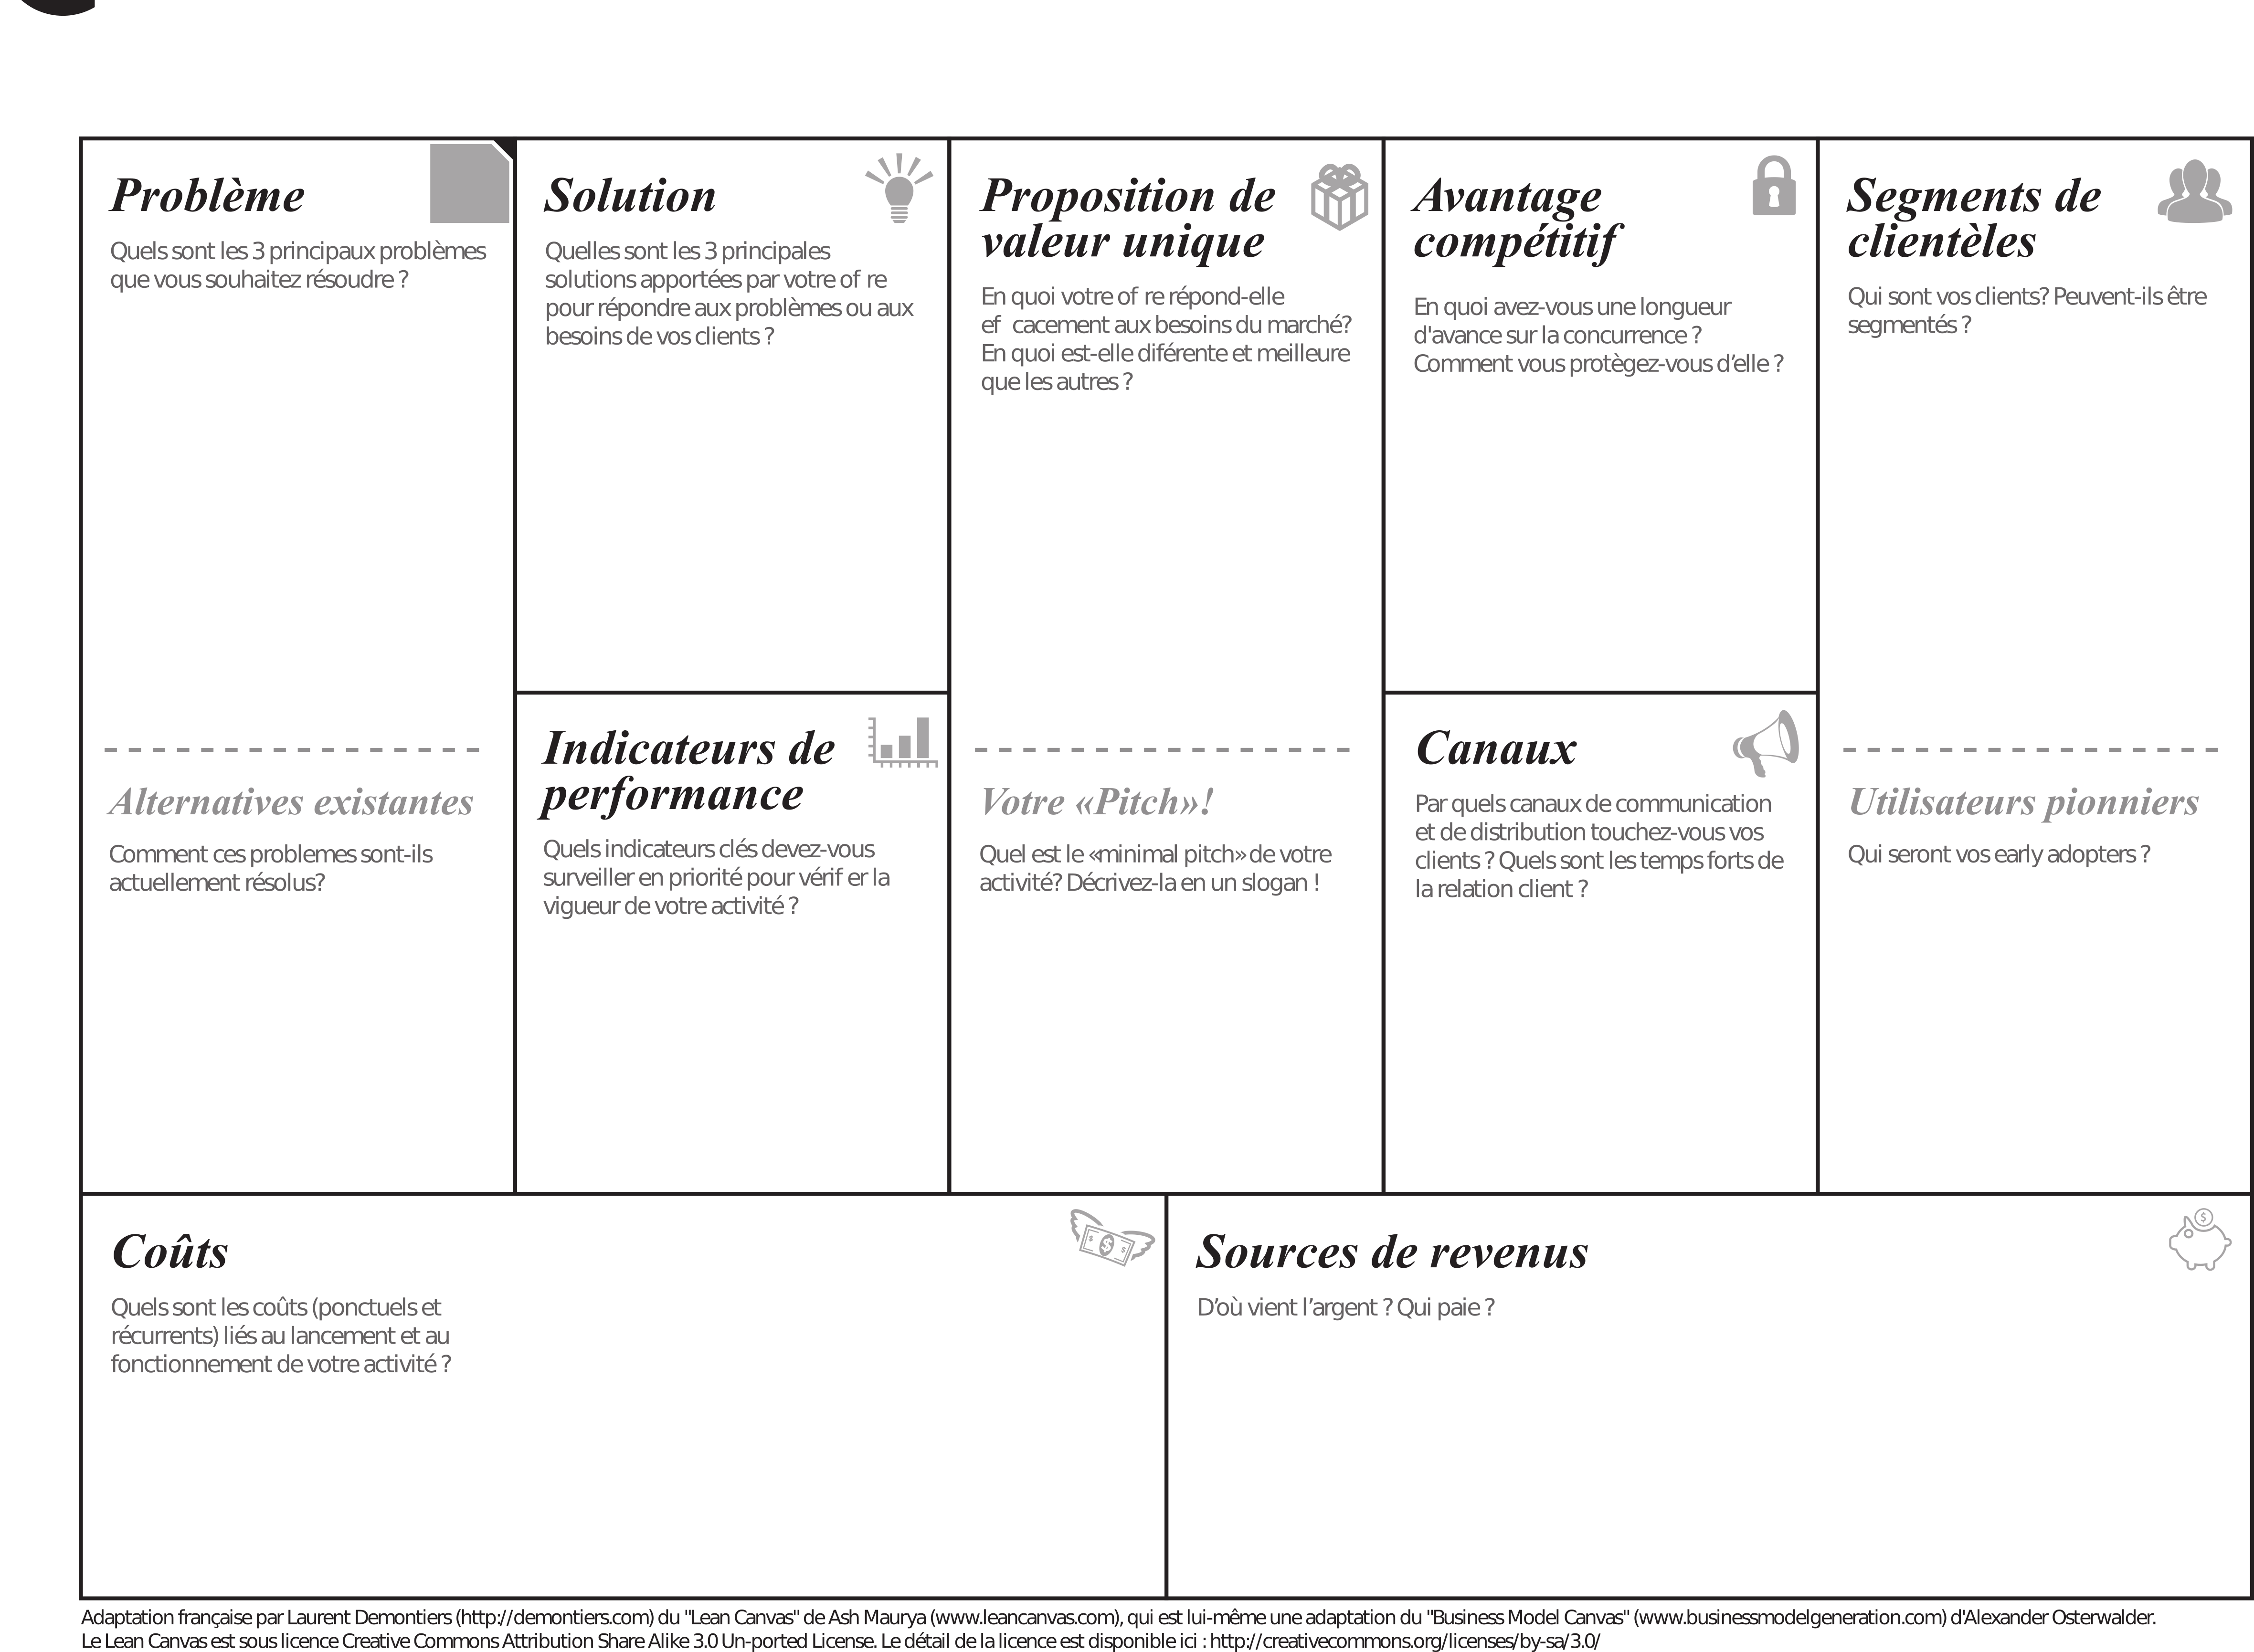 Problème
Quels sont les 3 principaux problèmes
que vous souhaitez résoudre ?
Alternatives existantes
Comment ces problemes sont-ils
actuellement résolus?
Solution
Quelles sont les 3 principales
solutions apportées par votre of re
pour répondre aux problèmes ou aux
besoins de vos clients ?
Indicateurs de
performance
Quels indicateurs clés devez-vous
surveiller en priorité pour vérif er la
vigueur de votre activité ?
Proposition de
valeur unique
En quoi votre of re répond-elle
ef cacement aux besoins du marché?
En quoi est-elle diférente et meilleure
que les autres ?
Votre «Pitch»!
Quel est le «minimal pitch» de votre
activité? Décrivez-la en un slogan !
Avantage
compétitif
En quoi avez-vous une longueur
d'avance sur la concurrence ?
Comment vous protègez-vous d’elle ?
Canaux
Par quels canaux de communication
et de distribution touchez-vous vos
clients ? Quels sont les temps forts de
la relation client ?
Segments de
clientèles
Qui sont vos clients? Peuvent-ils être
segmentés ?
Utilisateurs pionniers
Qui seront vos early adopters ?
Coûts
Quels sont les coûts (ponctuels et
récurrents) liés au lancement et au
fonctionnement de votre activité ?
Sources de revenus
D’où vient l’argent ? Qui paie ?
Adaptation française par Laurent Demontiers (http://demontiers.com) du "Lean Canvas" de Ash Maurya (www.leancanvas.com), qui est lui-même une adaptation du "Business Model Canvas" (www.businessmodelgeneration.com) d'Alexander Osterwalder.
Le Lean Canvas est sous licence Creative Commons Attribution Share Alike 3.0 Un-ported License. Le détail de la licence est disponible ici : http://creativecommons.org/licenses/by-sa/3.0/